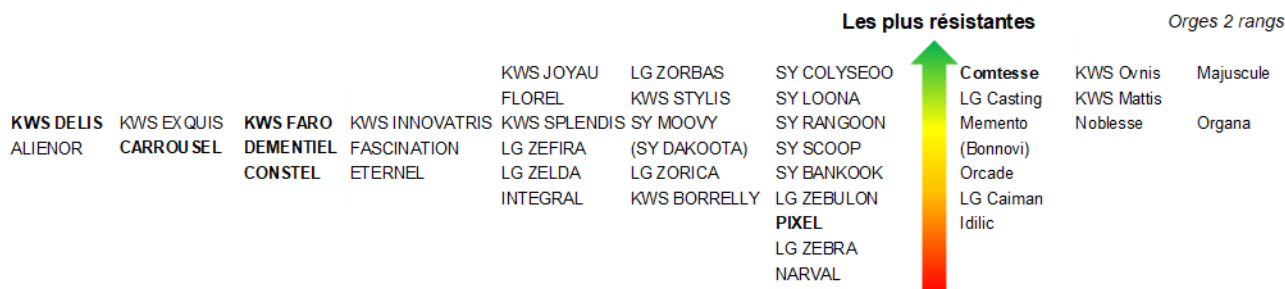 Les plus résistantes Orges 2 rangs
KWS JOYAU LG ZORBAS SY COLYSEOO Comtesse KWS Ovnis Majuscule
FLOREL KWS STYLIS SY LOONA LG Casting KWS Mattis
KWS DELIS KWS EXQUIS KWS FARO KWS INNOVATRIS KWS SPLENDIS SY MOOVY SY RANGOON Memento Noblesse Organa
ALIENOR CARROUSEL DEMENTIEL FASCINATION LG ZEFIRA (SY DAKOOTA) SY SCOOP (Bonnovi)
CONSTEL ETERNEL LG ZELDA LG ZORICA SY BANKOOK Orcade
INTEGRAL KWS BORRELLY LG ZEBULON LG Caiman
PIXEL Idilic
LG ZEBRA
NARVAL